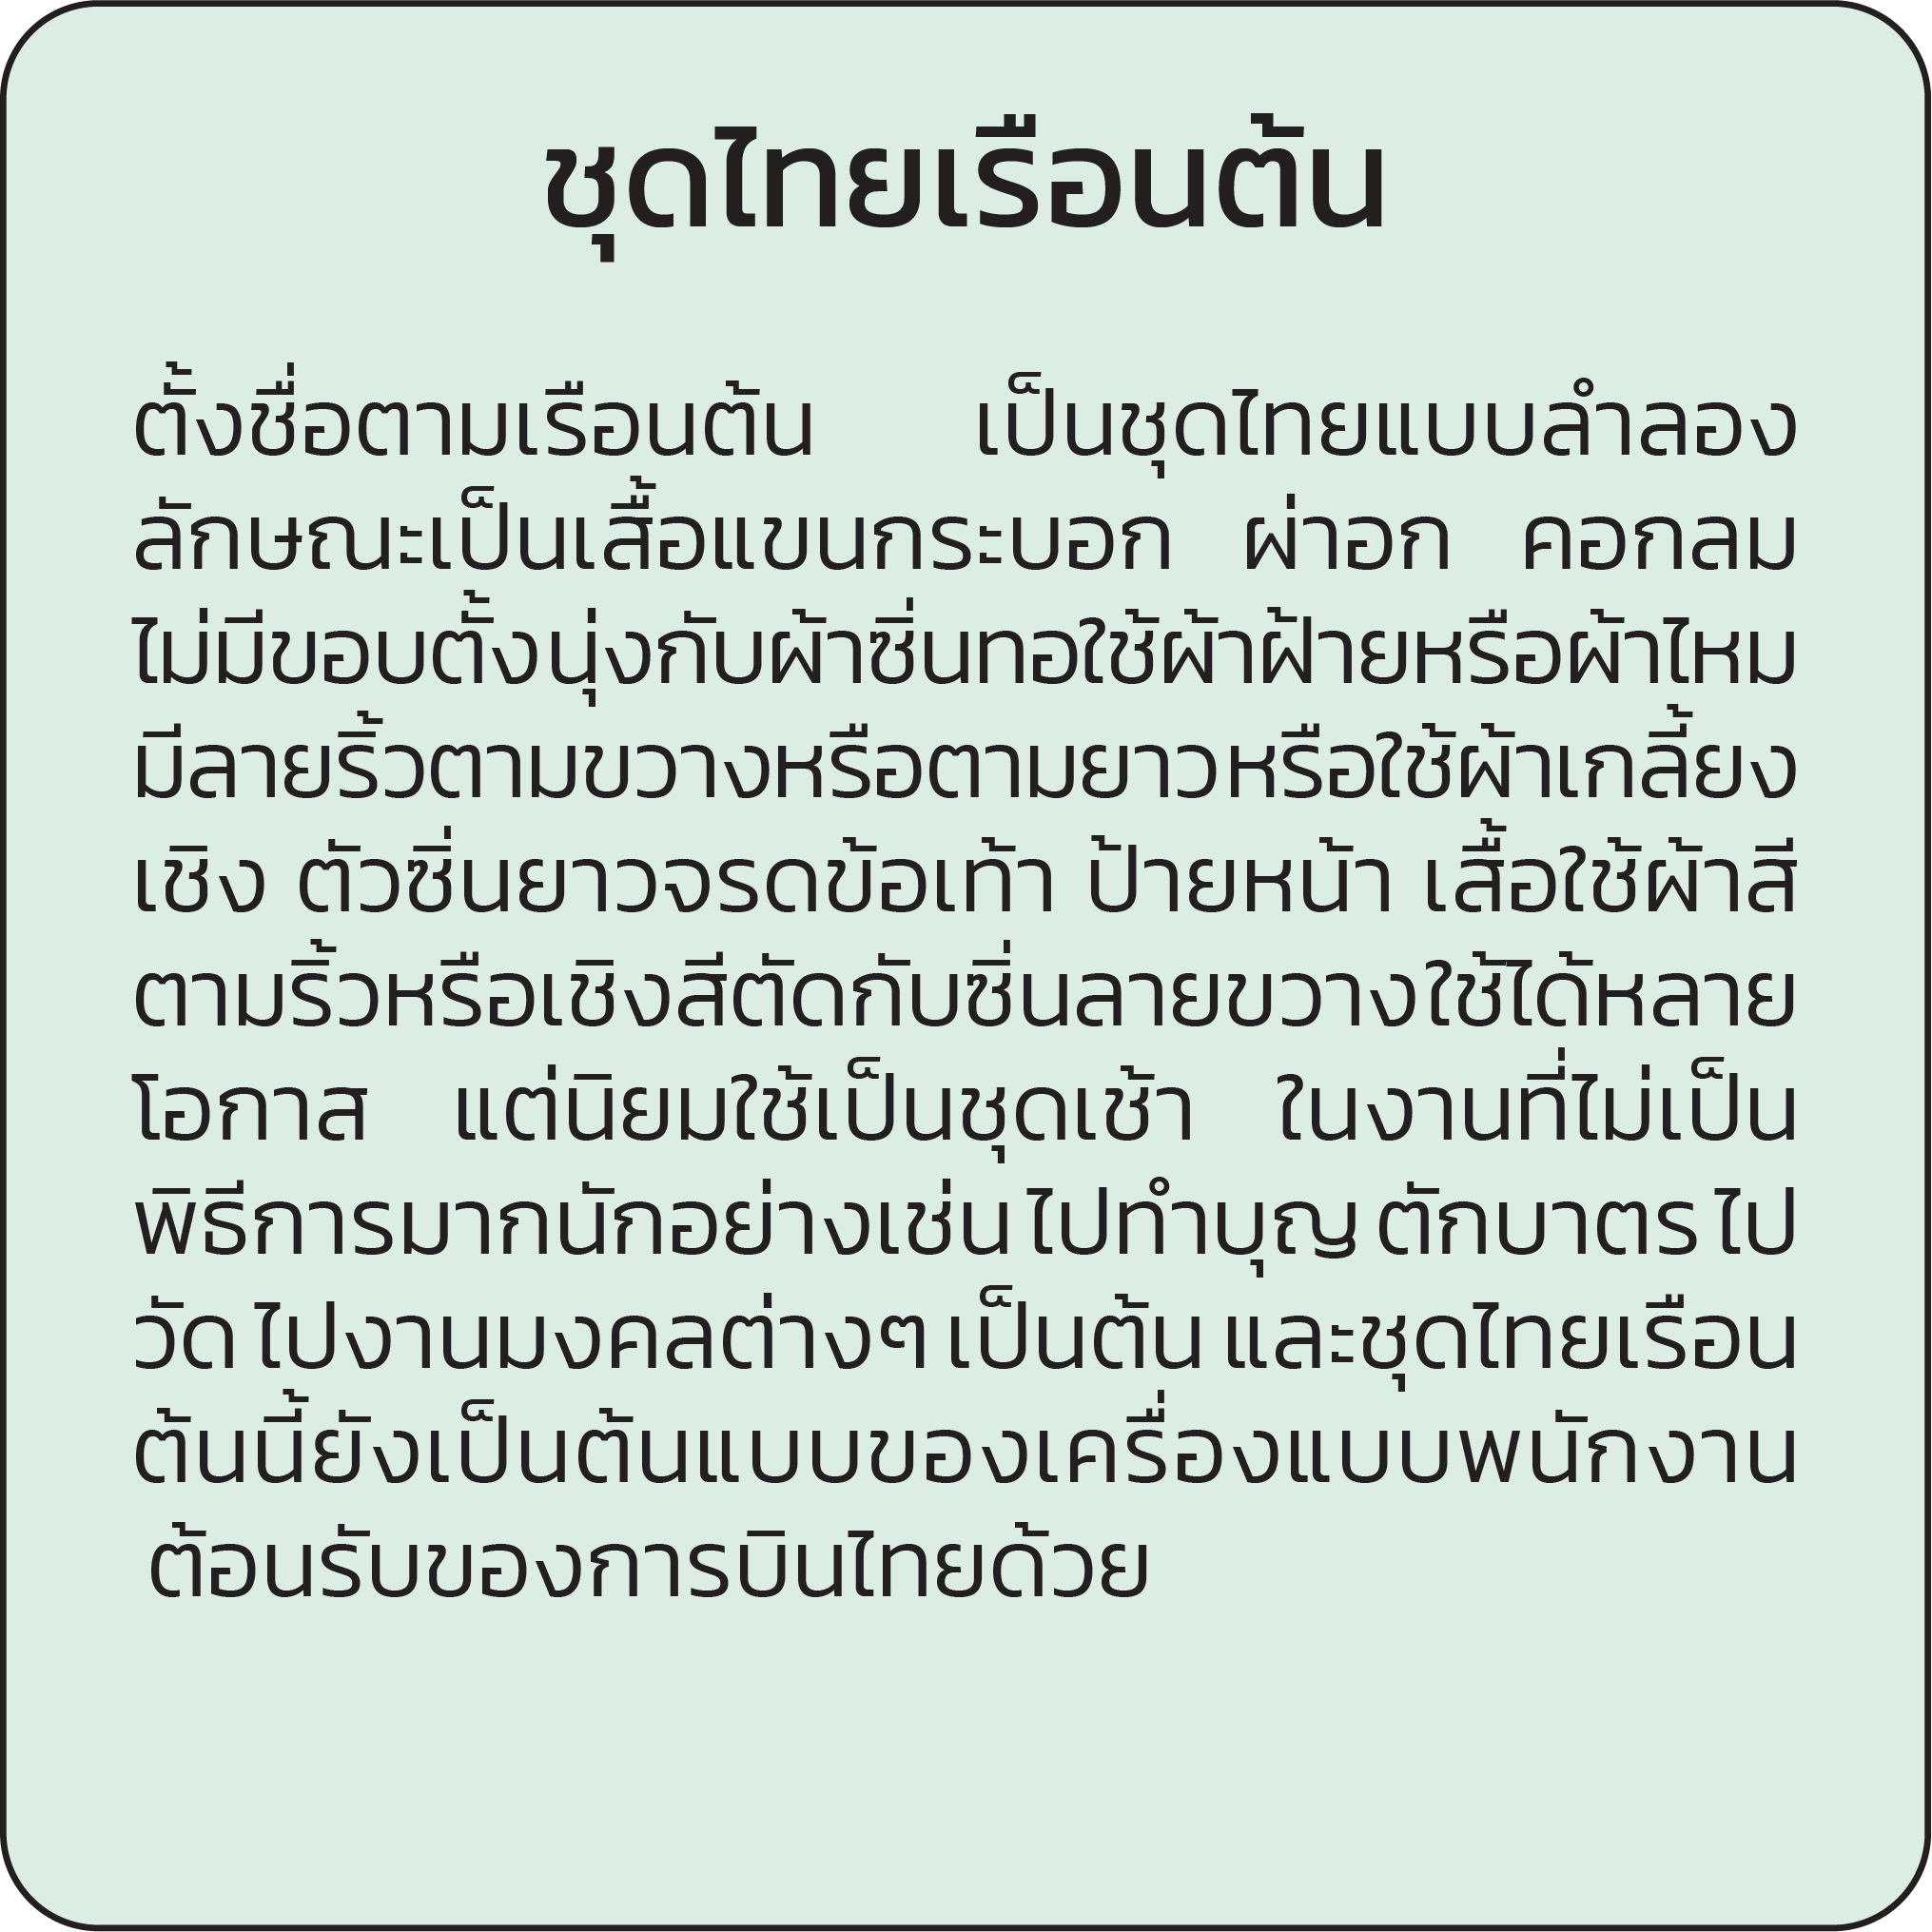 ชุดไทยเรือนต้น
ตั้งชื่อตามเรือนต้น เป็นชุดไทยแบบลำลอง
ลักษณะเป็นเสื้อแขนกระบอก ผ่าอก คอกลม
ไม่มีขอบตั้งนุ่งกับผ้าซิ่นทอใช้ผ้าฝ้ายหรือผ้าไหม
มีลายริ้วตามขวางหรือตามยาวหรือใช้ผ้าเกลี้ยง
เชิง ตัวซิ่นยาวจรดข้อเท้า ป้ายหน้า เสื้อใช้ผ้าสี
ตามริ้วหรือเชิงสีตัดกับซิ่นลายขวางใช้ได้หลาย
โอกาส แต่นิยมใช้เป็นชุดเช้า ในงานที่ไม่เป็น
พิธีการมากนักอย่างเช่น ไปทำบุญ ตักบาตร ไป
วัด ไปงานมงคลต่างๆ เป็นต้น และชุดไทยเรือน
ต้นนี้ยังเป็นต้นแบบของเครื่องแบบพนักงาน
ต้อนรับของการบินไทยด้วย